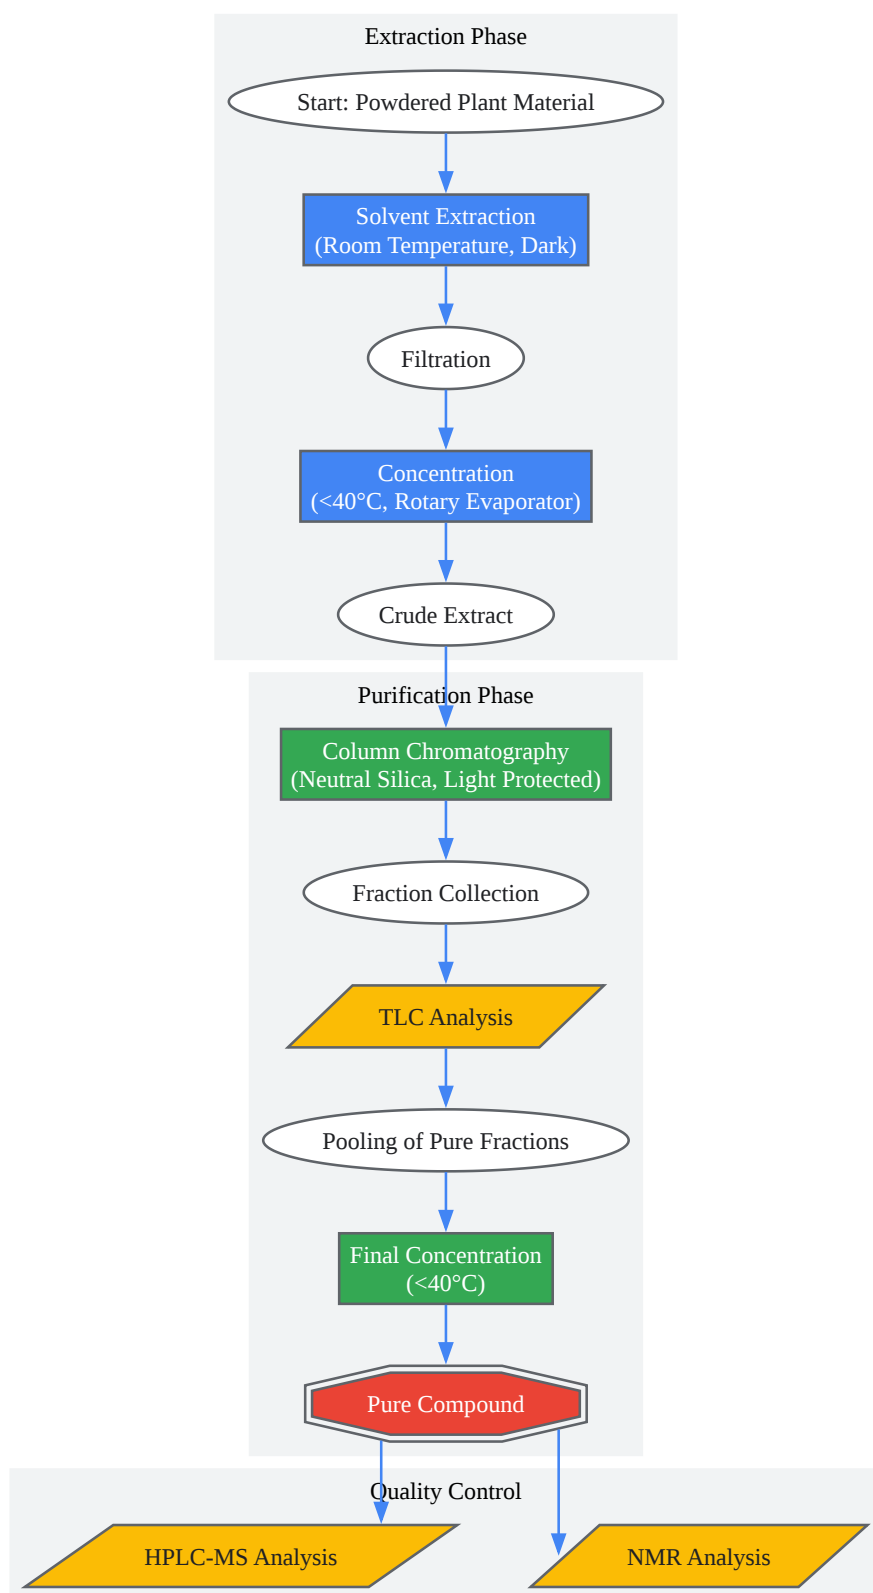 Extraction Phase
Start: Powdered Plant Material
Solvent Extraction
(Room Temperature, Dark)
Filtration
Concentration
(<40°C, Rotary Evaporator)
Crude Extract
Purification Phase
Column Chromatography
(Neutral Silica, Light Protected)
Fraction Collection
TLC Analysis
Pooling of Pure Fractions
Final Concentration
(<40°C)
Pure Compound
Quality Control
HPLC-MS Analysis
NMR Analysis